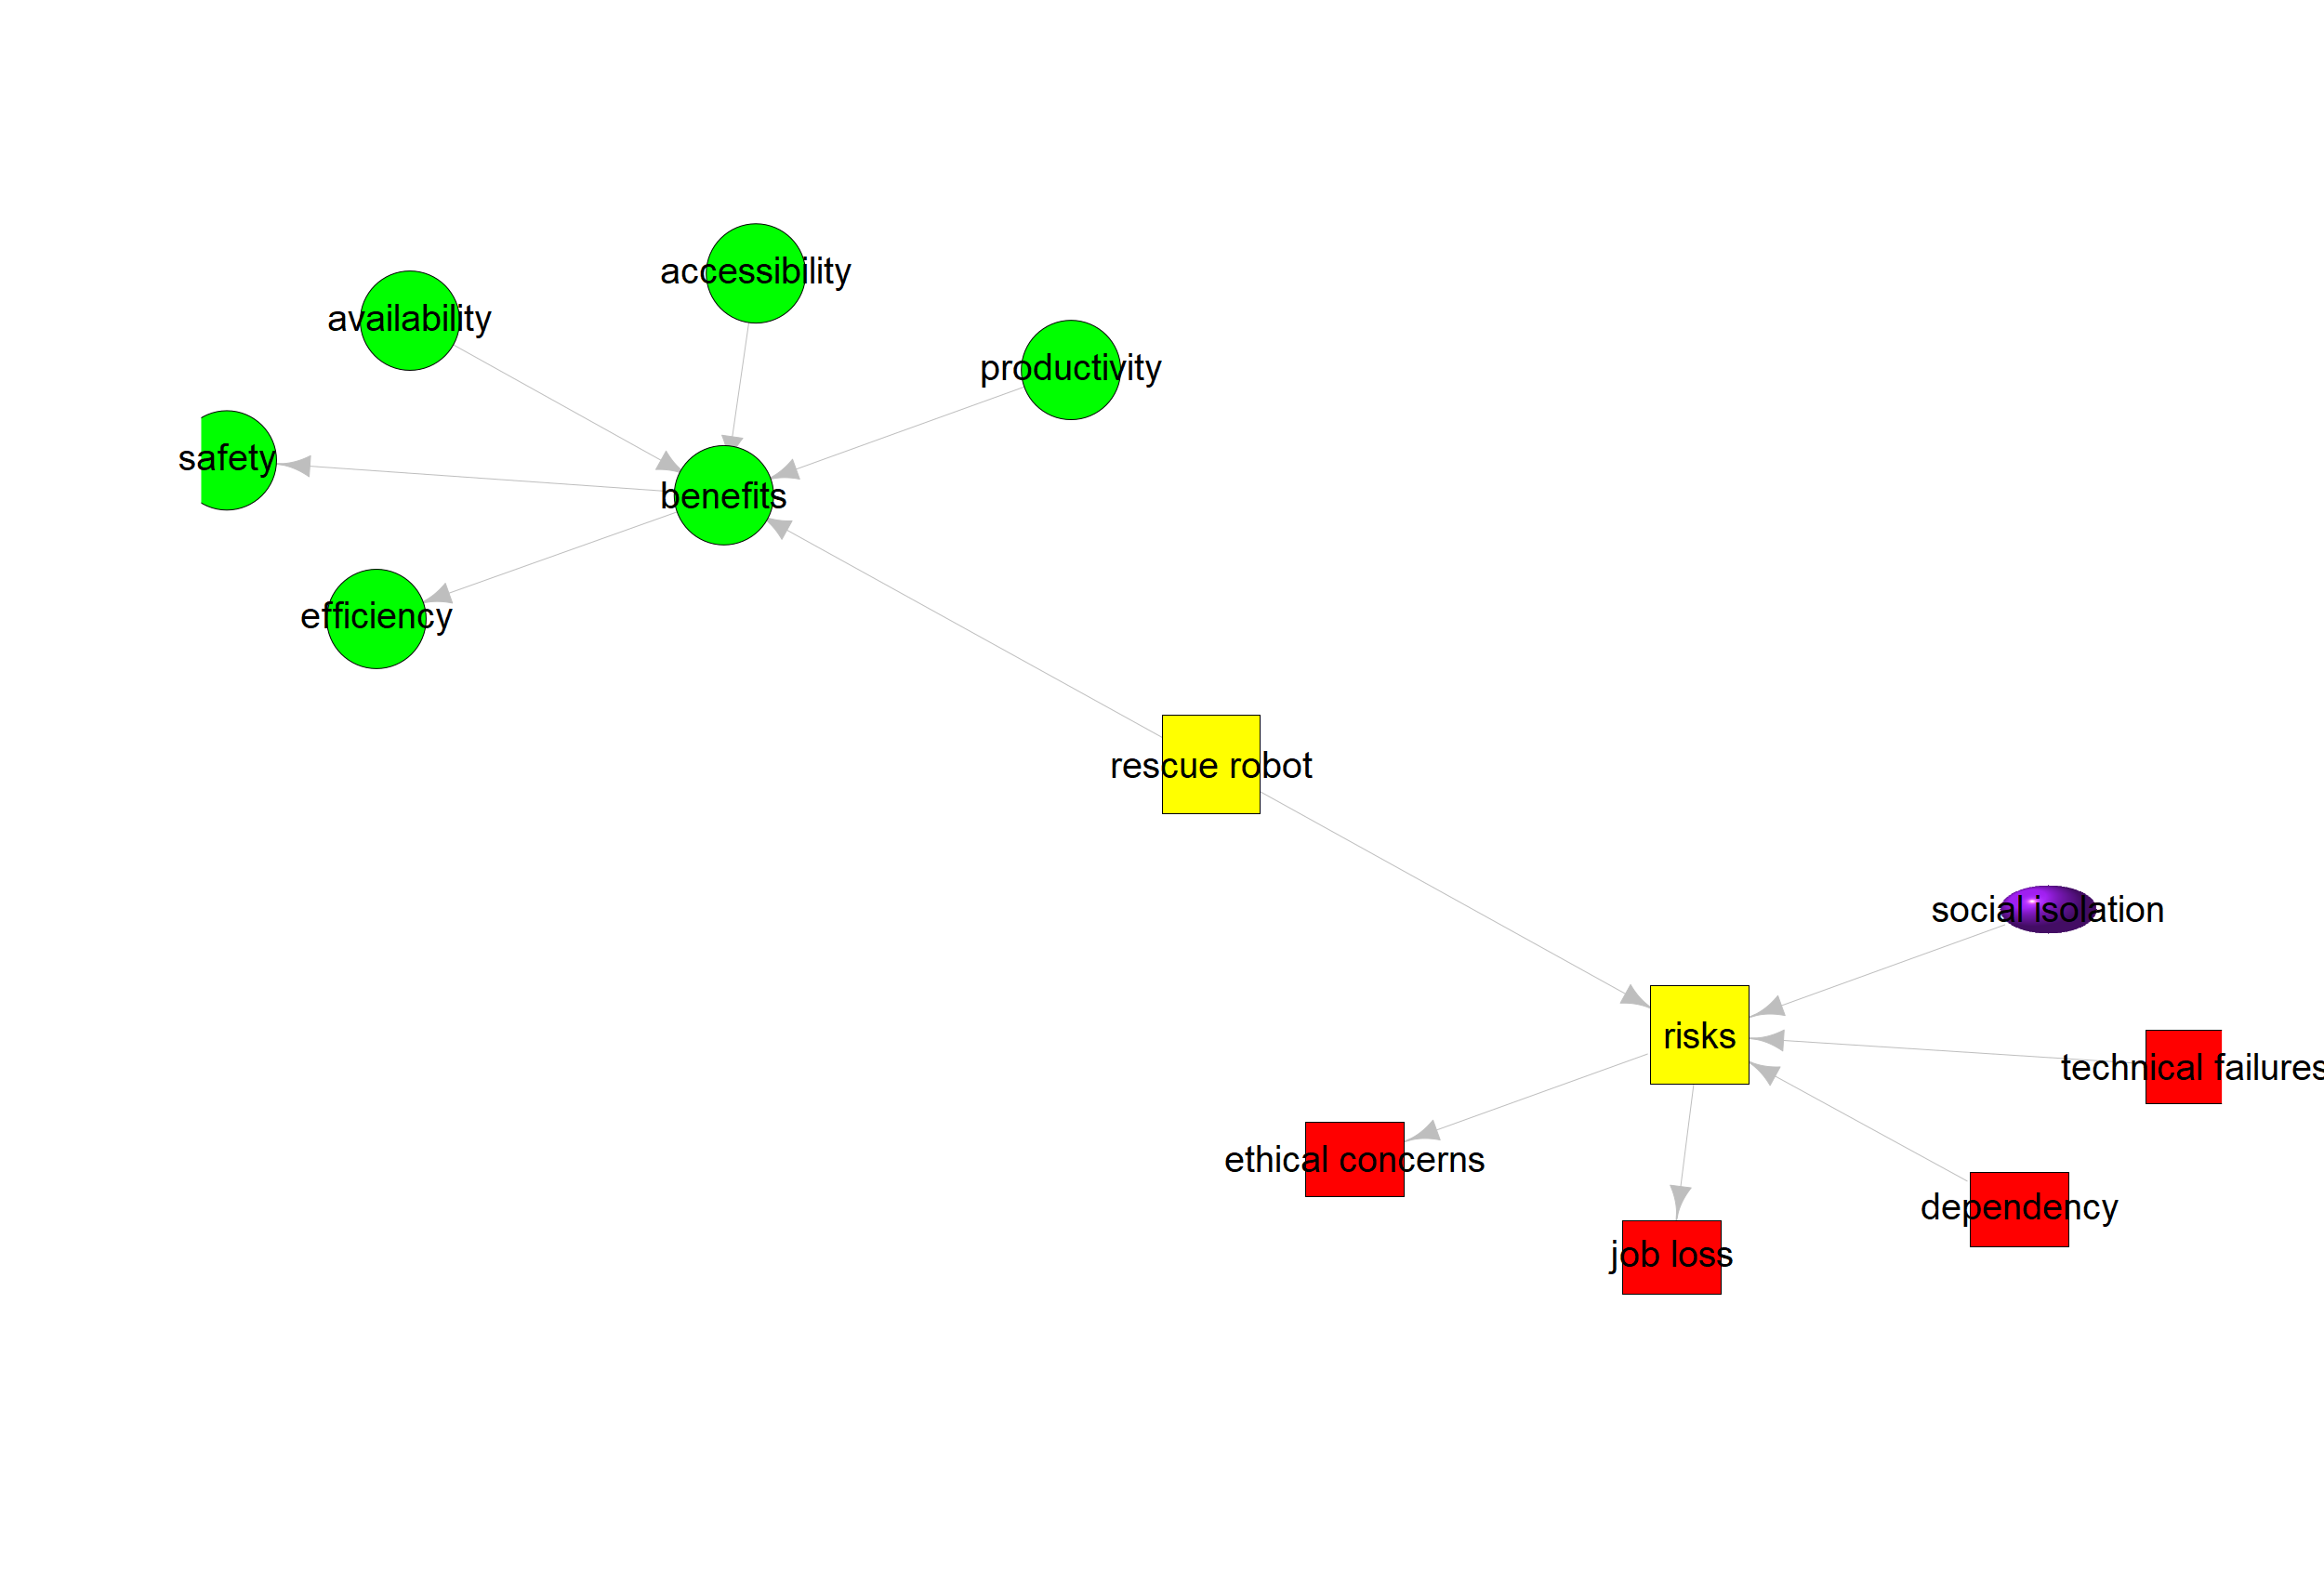 accessibility
availability
productivity
safety
benefits
efficiency
rescue robot
social isolation
risks
technical failures
ethical concerns
dependency
job loss